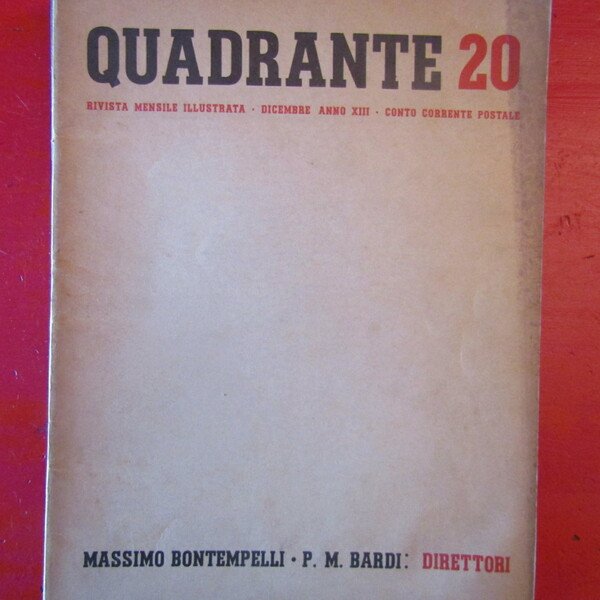 QUADRANTE 20
RIVISTA MENSILE ILLUSTRATA · DICEMBRE ANNO XIII · CONTO CORRENTE POSTALE
MASSIMO BONTEMPELLI · P. M. BARDI: DIRETTORI